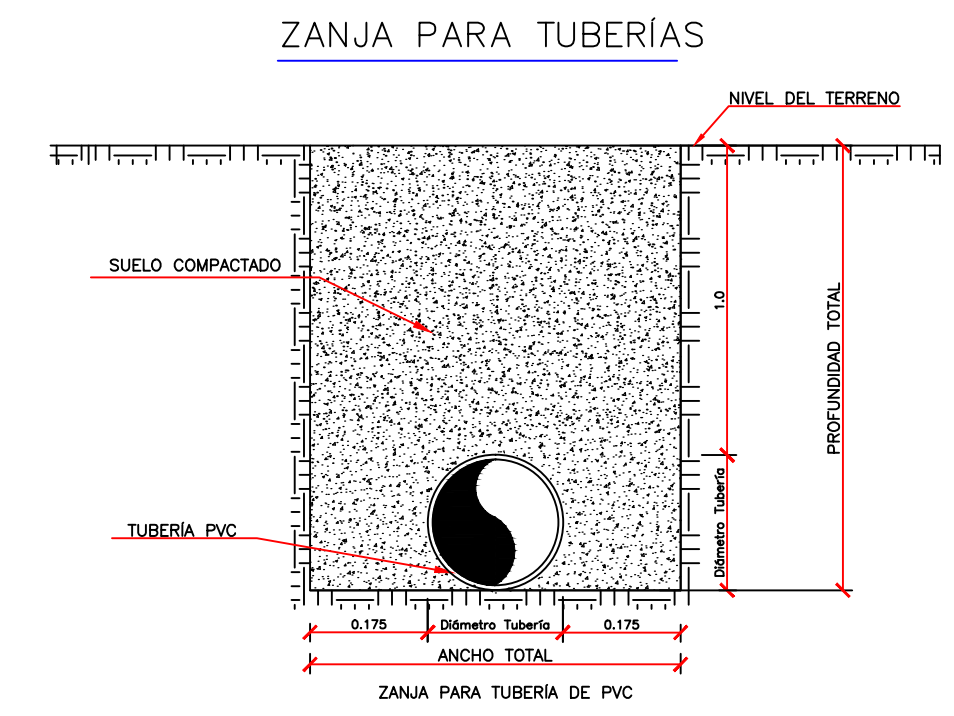 ZANJA PARA TUBERÍAS
NIVEL DEL TERRENO
SUELO COMPACTADO
1.0
PROFUNDIDAD TOTAL
Diámetro Tubería
TUBERÍA PVC
0.175
Diámetro Tubería
0.175
ANCHO TOTAL
ZANJA PARA TUBERÍA DE PVC